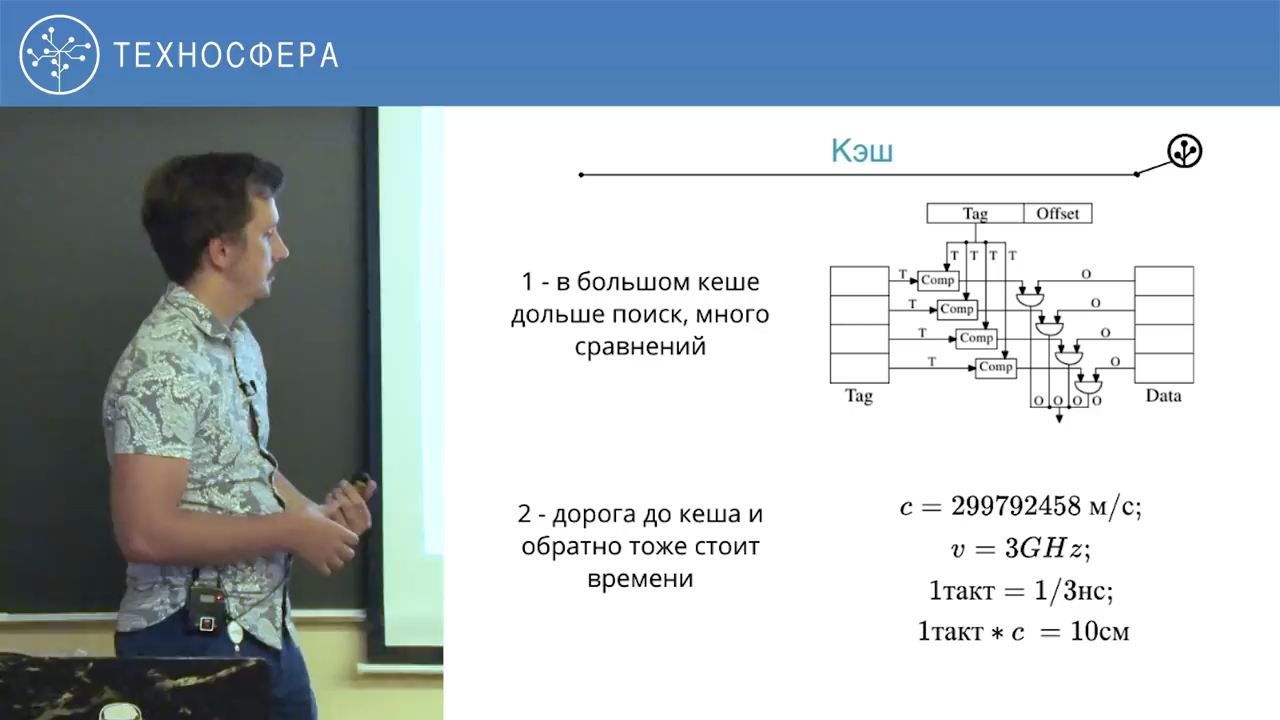 ТЕХНОСФЕРА
Кэш
1 - в большом кеше
дольше поиск, много
сравнений
Tag Offset
T T T T
T Comp O
T Comp O
T Comp O
T Comp O
O O O O
Tag Data
2 - дорога до кеша и
обратно тоже стоит
времени
c = 299792458 м/с;
v = 3GHz;
1такт = 1/3нс;
1такт * c = 10см